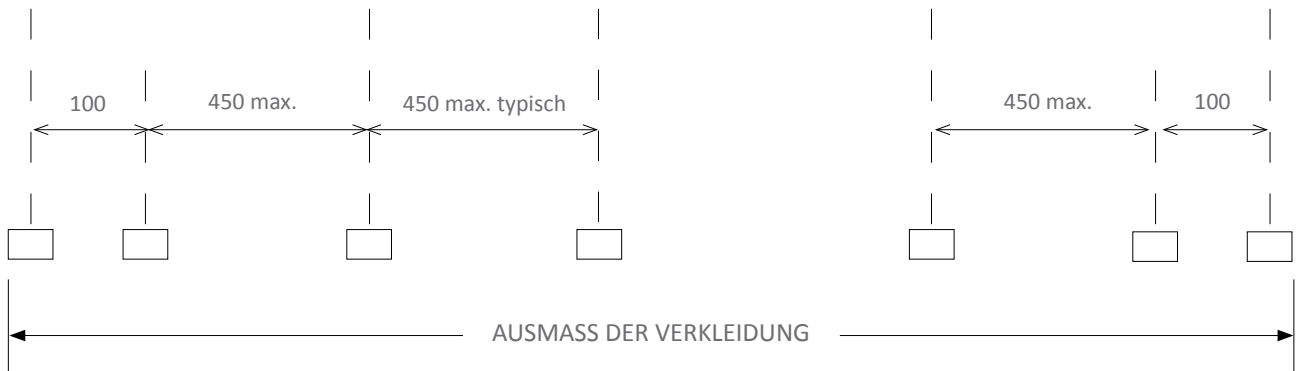 100
450 max.
450 max. typisch
450 max.
100
AUSMASS DER VERKLEIDUNG